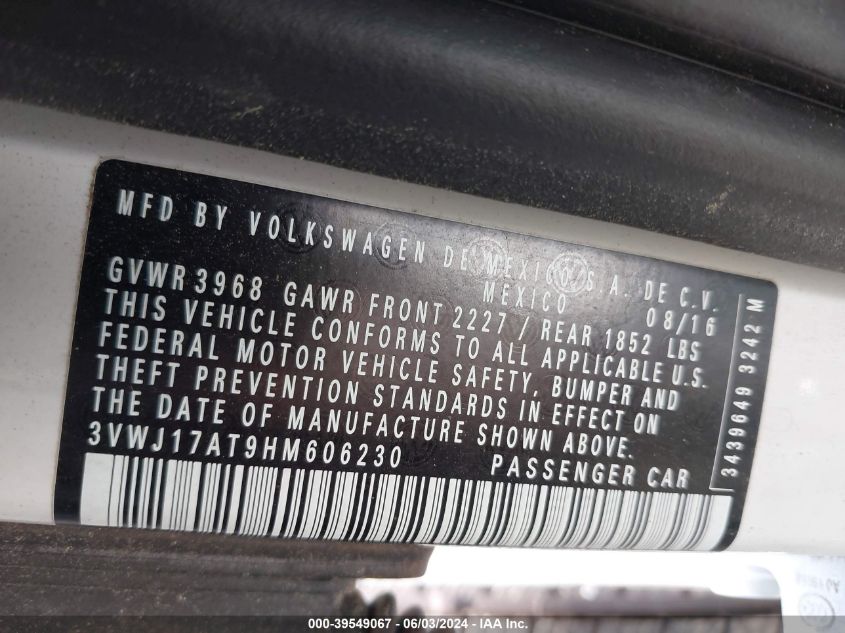 MFD BY VOLKSWAGEN DE MEXICO S.A. DE C.V.
MEXICO
08/16
GVWR 3968 GAWR FRONT 2227 / REAR 1852 LBS
THIS VEHICLE CONFORMS TO ALL APPLICABLE U.S.
FEDERAL MOTOR VEHICLE SAFETY, BUMPER AND
THEFT PREVENTION STANDARDS IN EFFECT ON
THE DATE OF MANUFACTURE SHOWN ABOVE.
3VWJ17AT9HM606230 PASSENGER CAR
3439649 3242 M
000-39549067 - 06/03/2024 - IAA Inc.